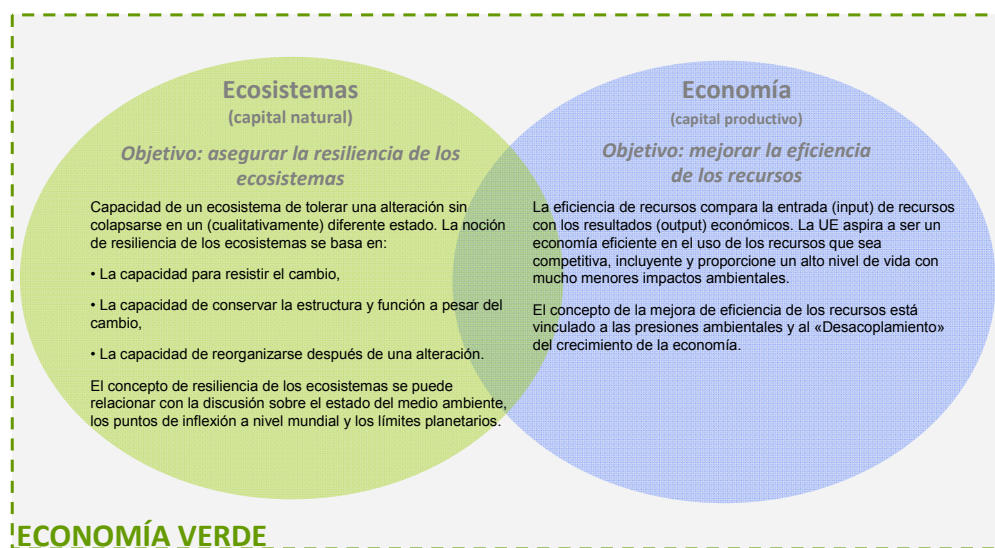 Ecosistemas
(capital natural)
Objetivo: asegurar la resiliencia de los
ecosistemas
Capacidad de un ecosistema de tolerar una alteración sin
colapsarse en un (cualitativamente) diferente estado. La noción
de resiliencia de los ecosistemas se basa en:
• La capacidad para resistir el cambio,
• La capacidad de conservar la estructura y función a pesar del
cambio,
• La capacidad de reorganizarse después de una alteración.
El concepto de resiliencia de los ecosistemas se puede
relacionar con la discusión sobre el estado del medio ambiente,
los puntos de inflexión a nivel mundial y los límites planetarios.
Economía
(capital productivo)
Objetivo: mejorar la eficiencia
de los recursos
La eficiencia de recursos compara la entrada (input) de recursos
con los resultados (output) económicos. La UE aspira a ser un
economía eficiente en el uso de los recursos que sea
competitiva, incluyente y proporcione un alto nivel de vida con
mucho menores impactos ambientales.
El concepto de la mejora de eficiencia de los recursos está
vinculado a las presiones ambientales y al «Desacoplamiento»
del crecimiento de la economía.
ECONOMÍA VERDE